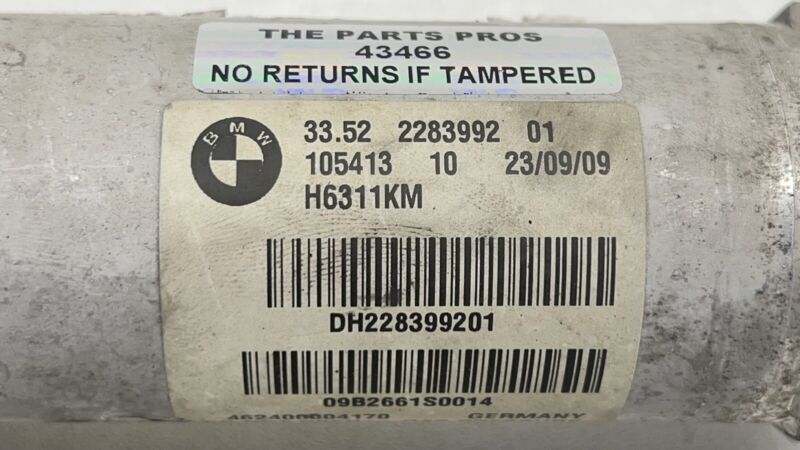 THE PARTS PROS
43466
NO RETURNS IF TAMPERED
BMW
33.52 2283992 01
105413 10 23/09/09
H6311KM
DH228399201
09B2661S0014
462400004170 GERMANY